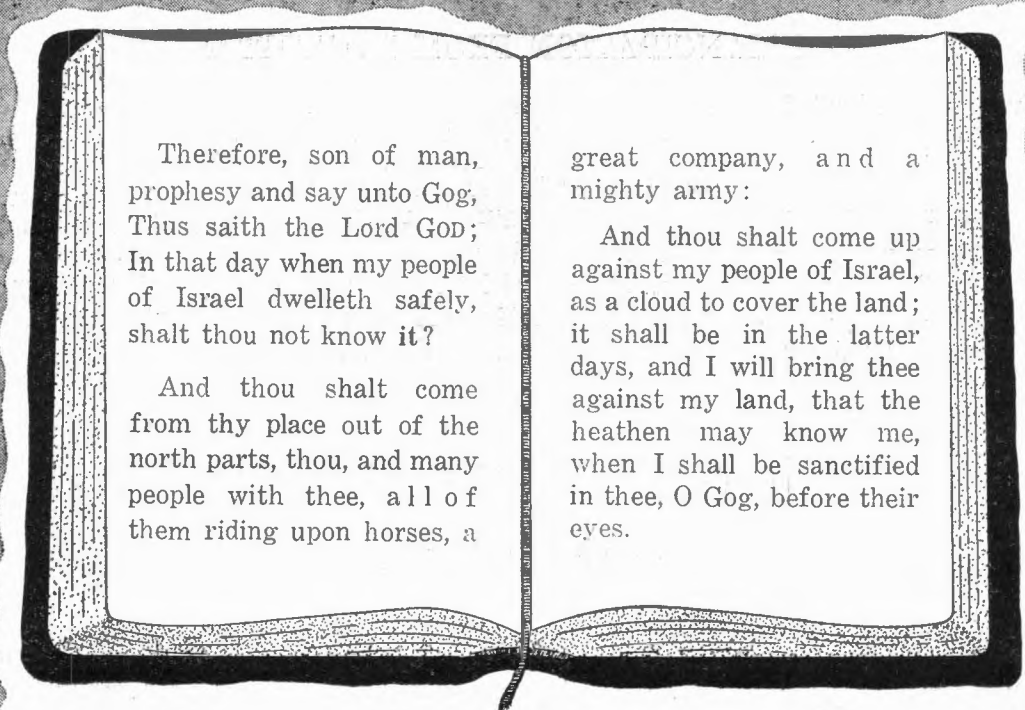 Therefore, son of man,
prophesy and say unto Gog,
Thus saith the Lord GOD;
In that day when my people
of Israel dwelleth safely,
shalt thou not know it?
And thou shalt come
from thy place out of the
north parts, thou, and many
people with thee, all of
them riding upon horses, a
great company, and a
mighty army:
And thou shalt come up
against my people of Israel,
as a cloud to cover the land;
it shall be in the latter
days, and I will bring thee
against my land, that the
heathen may know me,
when I shall be sanctified
in thee, O Gog, before their
eyes.